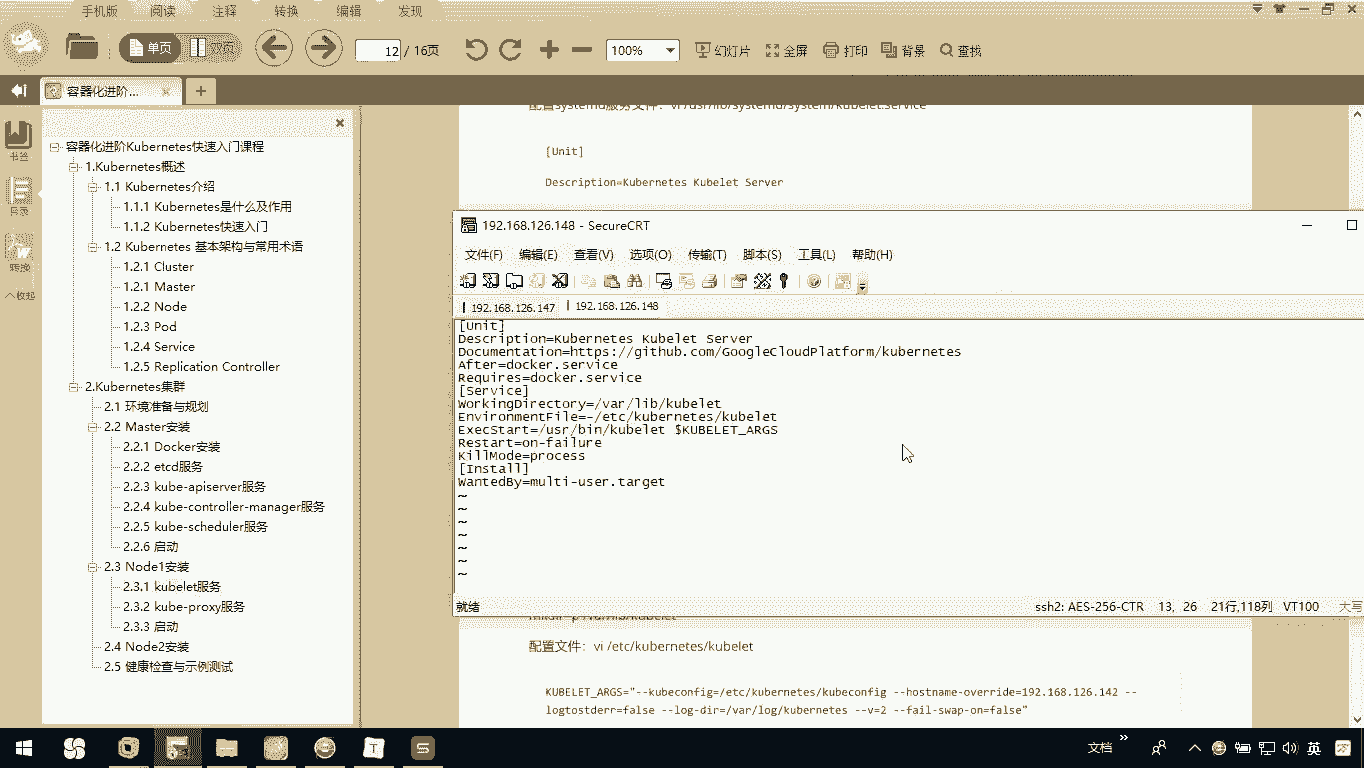 手机版 阅读 注释 转换 编辑 发现
单页 双页 12 / 16页 100% 幻灯片 全屏 打印 背景 查找
容器化进阶...
书签
目录
转换
收起
容器化进阶Kubernetes快速入门课程
1.Kubernetes概述
1.1 Kubernetes介绍
1.1.1 Kubernetes是什么及作用
1.1.2 Kubernetes快速入门
1.2 Kubernetes 基本架构与常用术语
1.2.1 Cluster
1.2.1 Master
1.2.2 Node
1.2.3 Pod
1.2.4 Service
1.2.5 Replication Controller
2.Kubernetes集群
2.1 环境准备与规划
2.2 Master安装
2.2.1 Docker安装
2.2.2 etcd服务
2.2.3 kube-apiserver服务
2.2.4 kube-controller-manager服务
2.2.5 kube-scheduler服务
2.2.6 启动
2.3 Node1安装
2.3.1 kubelet服务
2.3.2 kube-proxy服务
2.3.3 启动
2.4 Node2安装
2.5 健康检查与示例测试
配置systemd服务文件：vi /usr/lib/systemd/system/kubelet.service
[Unit]
Description=Kubernetes Kubelet Server
192.168.126.148 - SecureCRT
文件(F) 编辑(E) 查看(V) 选项(O) 传输(T) 脚本(S) 工具(L) 帮助(H)
192.168.126.147 192.168.126.148
[Unit]
Description=Kubernetes Kubelet Server
Documentation=https://github.com/GoogleCloudPlatform/kubernetes
After=docker.service
Requires=docker.service
[Service]
WorkingDirectory=/var/lib/kubelet
EnvironmentFile=-/etc/kubernetes/kubelet
ExecStart=/usr/bin/kubelet $KUBELET_ARGS
Restart=on-failure
KillMode=process
[Install]
WantedBy=multi-user.target
~
~
~
~
~
~
~
就绪 ssh2: AES-256-CTR 13, 26 21行,118列 VT100 大写
mkdir -p /var/lib/kubelet
配置文件：vi /etc/kubernetes/kubelet
KUBELET_ARGS="--kubeconfig=/etc/kubernetes/kubeconfig --hostname-override=192.168.126.142 --
logtostderr=false --log-dir=/var/log/kubernetes --v=2 --fail-swap-on=false"
文档 英